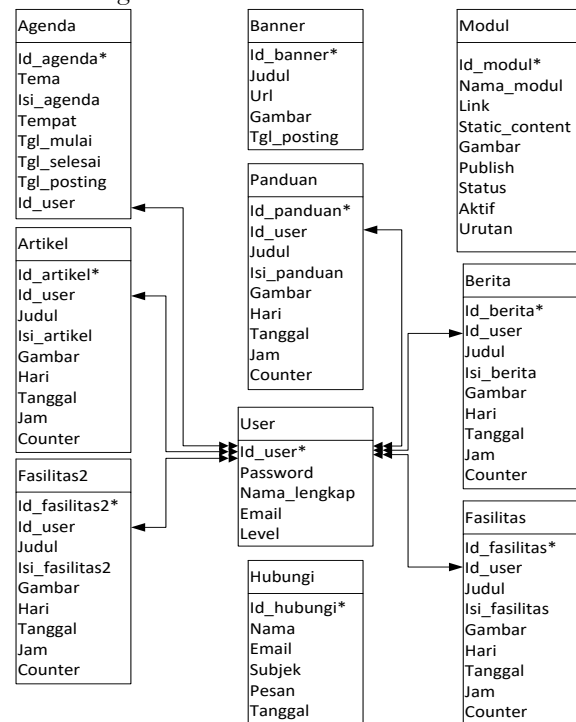 Agenda
Id_agenda*
Tema
Isi_agenda
Tempat
Tgl_mulai
Tgl_selesai
Tgl_posting
Id_user
Artikel
Id_artikel*
Id_user
Judul
Isi_artikel
Gambar
Hari
Tanggal
Jam
Counter
Fasilitas2
Id_fasilitas2*
Id_user
Judul
Isi_fasilitas2
Gambar
Hari
Tanggal
Jam
Counter
Banner
Id_banner*
Judul
Url
Gambar
Tgl_posting
Panduan
Id_panduan*
Id_user
Judul
Isi_panduan
Gambar
Hari
Tanggal
Jam
Counter
User
Id_user*
Password
Nama_lengkap
Email
Level
Hubungi
Id_hubungi*
Nama
Email
Subjek
Pesan
Tanggal
Modul
Id_modul*
Nama_modul
Link
Static_content
Gambar
Publish
Status
Aktif
Urutan
Berita
Id_berita*
Id_user
Judul
Isi_berita
Gambar
Hari
Tanggal
Jam
Counter
Fasilitas
Id_fasilitas*
Id_user
Judul
Isi_fasilitas
Gambar
Hari
Tanggal
Jam
Counter